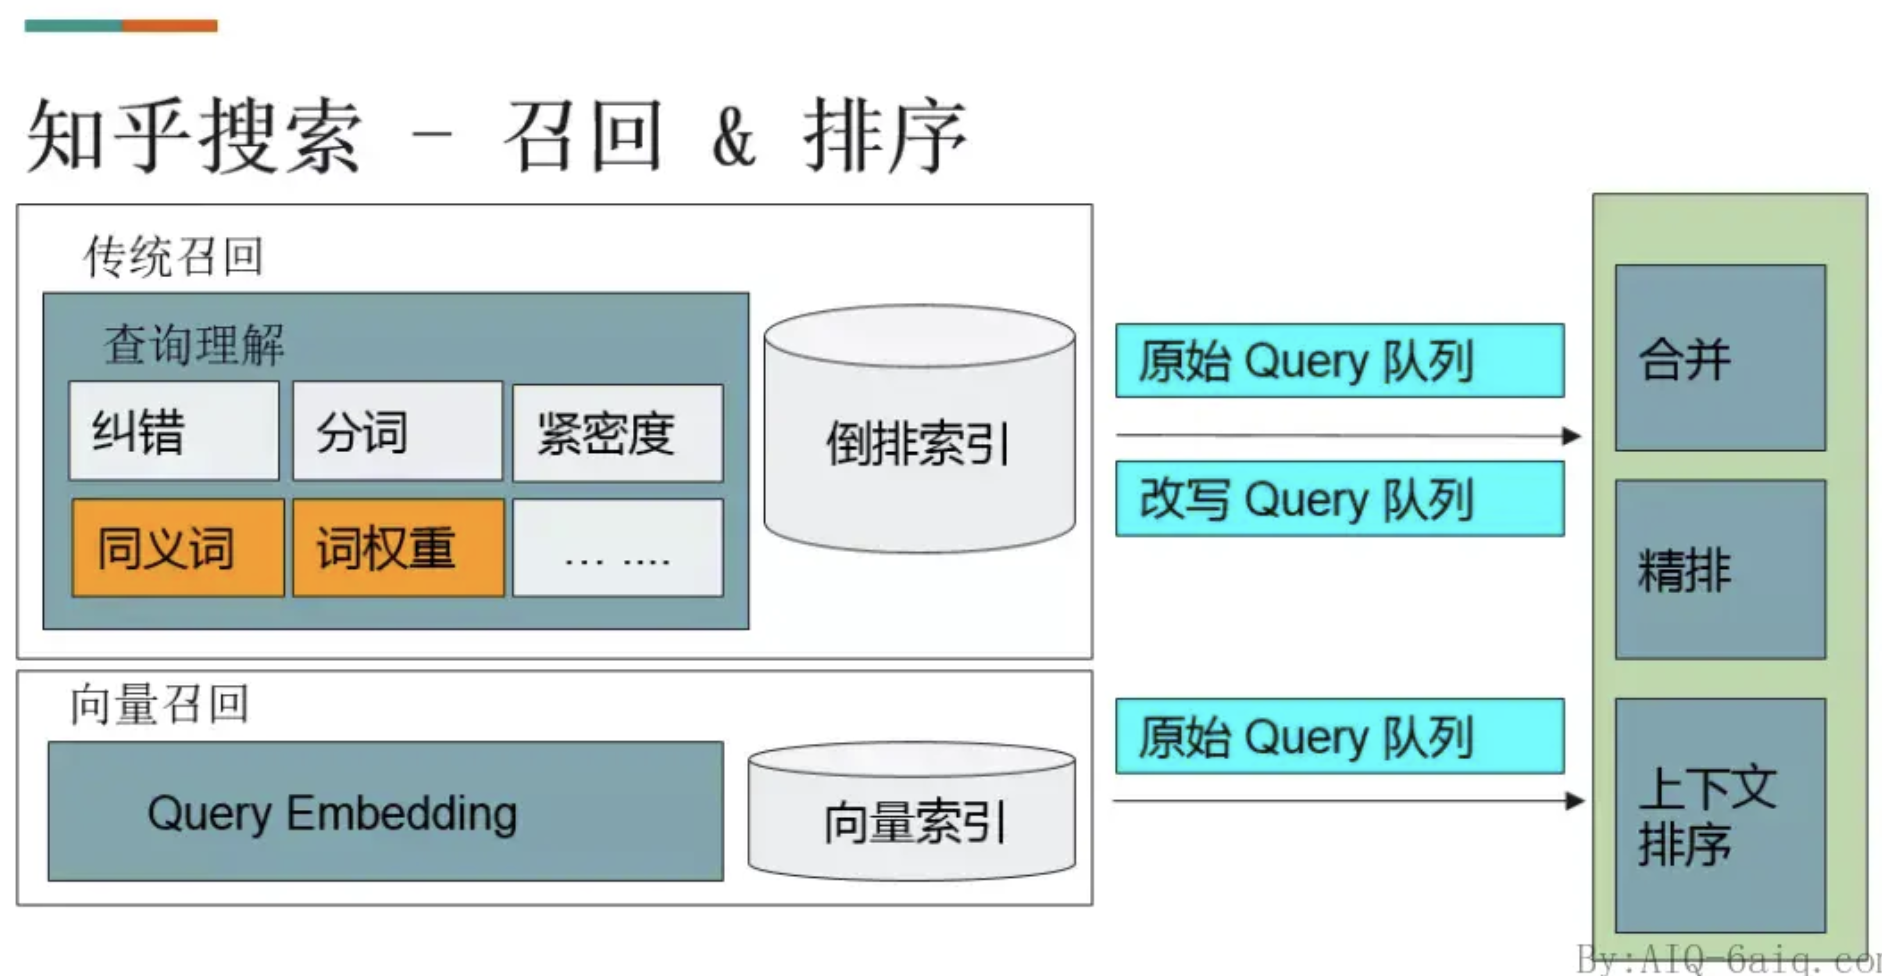 知乎搜索 - 召回 & 排序
传统召回
查询理解
纠错
分词
紧密度
同义词
词权重
... ....
倒排索引
原始 Query 队列
改写 Query 队列
向量召回
Query Embedding
向量索引
原始 Query 队列
合并
精排
上下文
排序
By:AIQ-6aiq.com